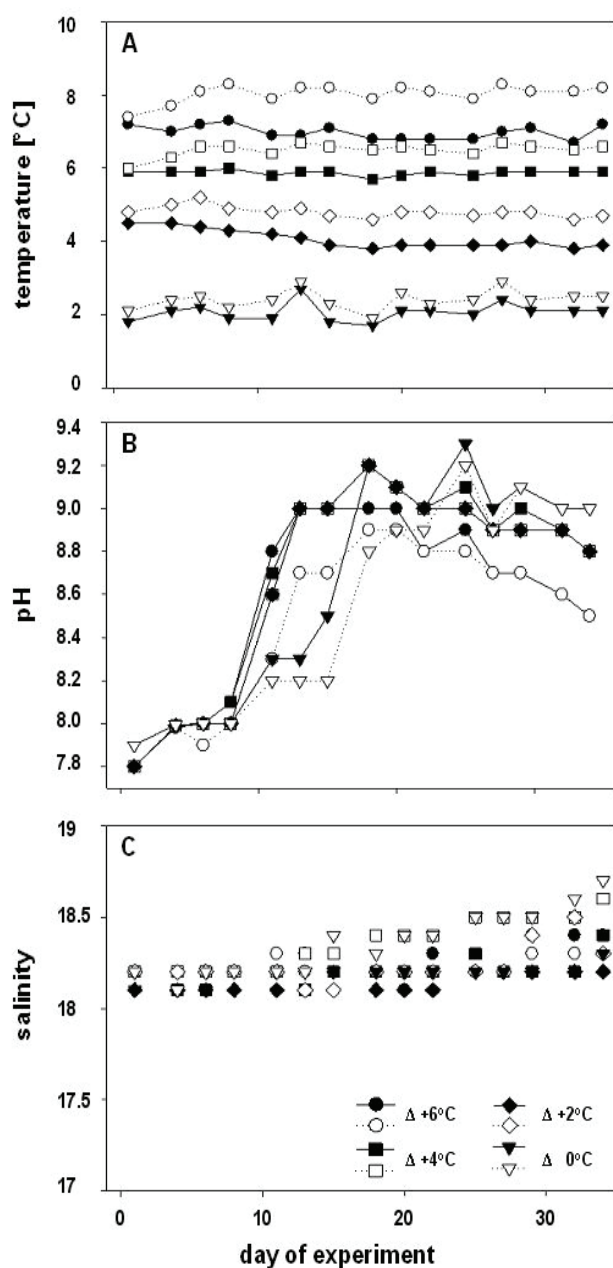 A
temperature [°C]
10
8
6
4
2
0
B
pH
9.4
9.2
9.0
8.8
8.6
8.4
8.2
8.0
7.8
C
salinity
19
18.5
18
17.5
17
Δ +6°C
Δ +2°C
Δ +4°C
Δ 0°C
0 10 20 30
day of experiment